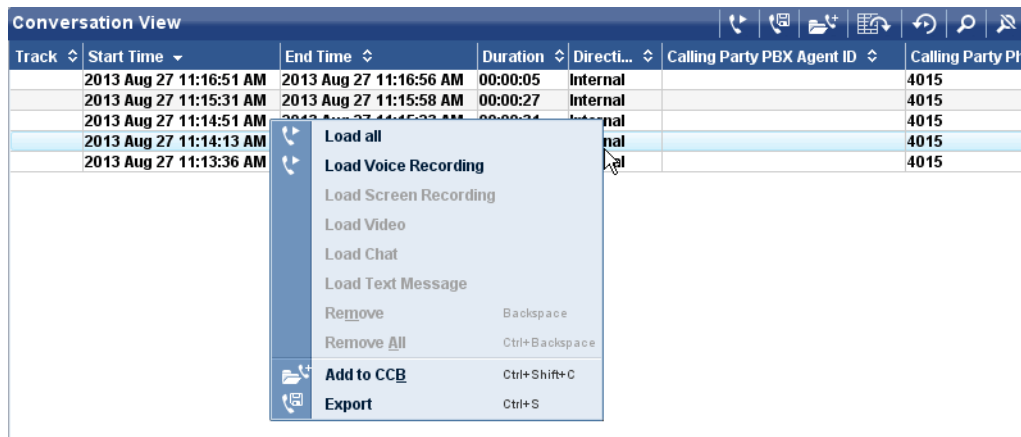 Conversation View
Track Start Time End Time Duration Directi... Calling Party PBX Agent ID Calling Party Ph
2013 Aug 27 11:16:51 AM 2013 Aug 27 11:16:56 AM 00:00:05 Internal 4015
2013 Aug 27 11:15:31 AM 2013 Aug 27 11:15:58 AM 00:00:27 Internal 4015
2013 Aug 27 11:14:51 AM 4015
2013 Aug 27 11:14:13 AM nal 4015
2013 Aug 27 11:13:36 AM al 4015
Load all
Load Voice Recording
Load Screen Recording
Load Video
Load Chat
Load Text Message
Remove Backspace
Remove All Ctrl+Backspace
Add to CCB Ctrl+Shift+C
Export Ctrl+S